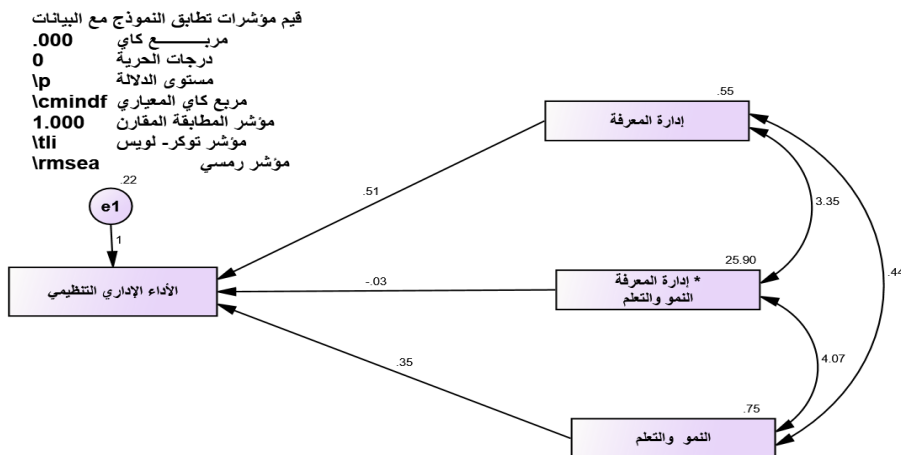 قيم مؤشرات تطابق النموذج مع البيانات
مربـــــــــع كاي .000
درجات الحرية 0
مستوى الدلالة \p
مربع كاي المعياري \cmindf
مؤشر المطابقة المقارن 1.000
مؤشر توكر- لويس \tli
مؤشر رمسي \rmsea
.22
e1
1
الأداء الإداري التنظيمي
.51
-.03
.35
.55
إدارة المعرفة
3.35
.44
25.90
* إدارة المعرفة
النمو والتعلم
4.07
.75
النمو والتعلم